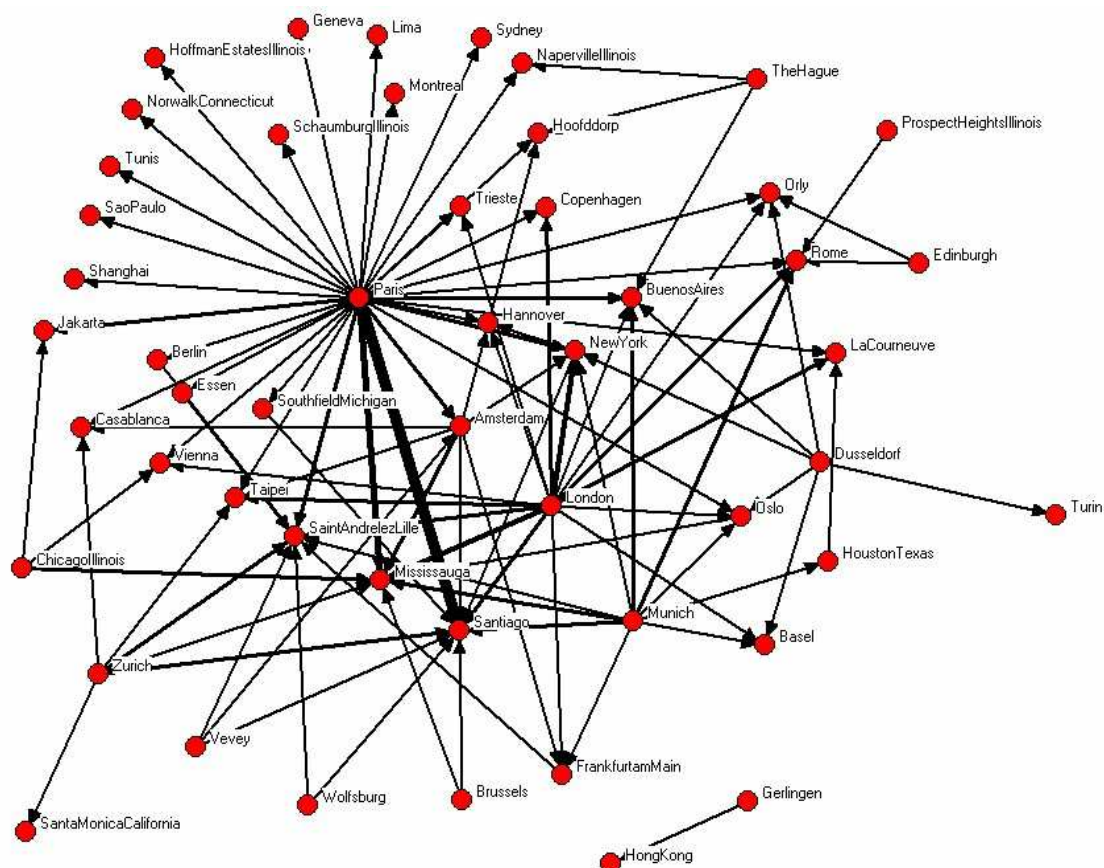 Geneva
Lima
Sydney
HoffmanEstatesIllinois
NapervilleIllinois
TheHague
Montreal
NorwalkConnecticut
SchaumburgIllinois
Hoofddorp
ProspectHeightsIllinois
Tunis
Orly
SaoPaulo
Trieste
Copenhagen
Rome
Edinburgh
Shanghai
Paris
BuenosAires
Jakarta
Hannover
NewYork
LaCourneuve
Berlin
Essen
SouthfieldMichigan
Casablanca
Amsterdam
Vienna
Dusseldorf
Taipei
London
Oslo
Turin
SaintAndrelezLille
ChicagoIllinois
Mississauga
HoustonTexas
Munich
Santiago
Basel
Zurich
Vevey
FrankfurtamMain
Wolfsburg
Brussels
Gerlingen
SantaMonicaCalifornia
HongKong